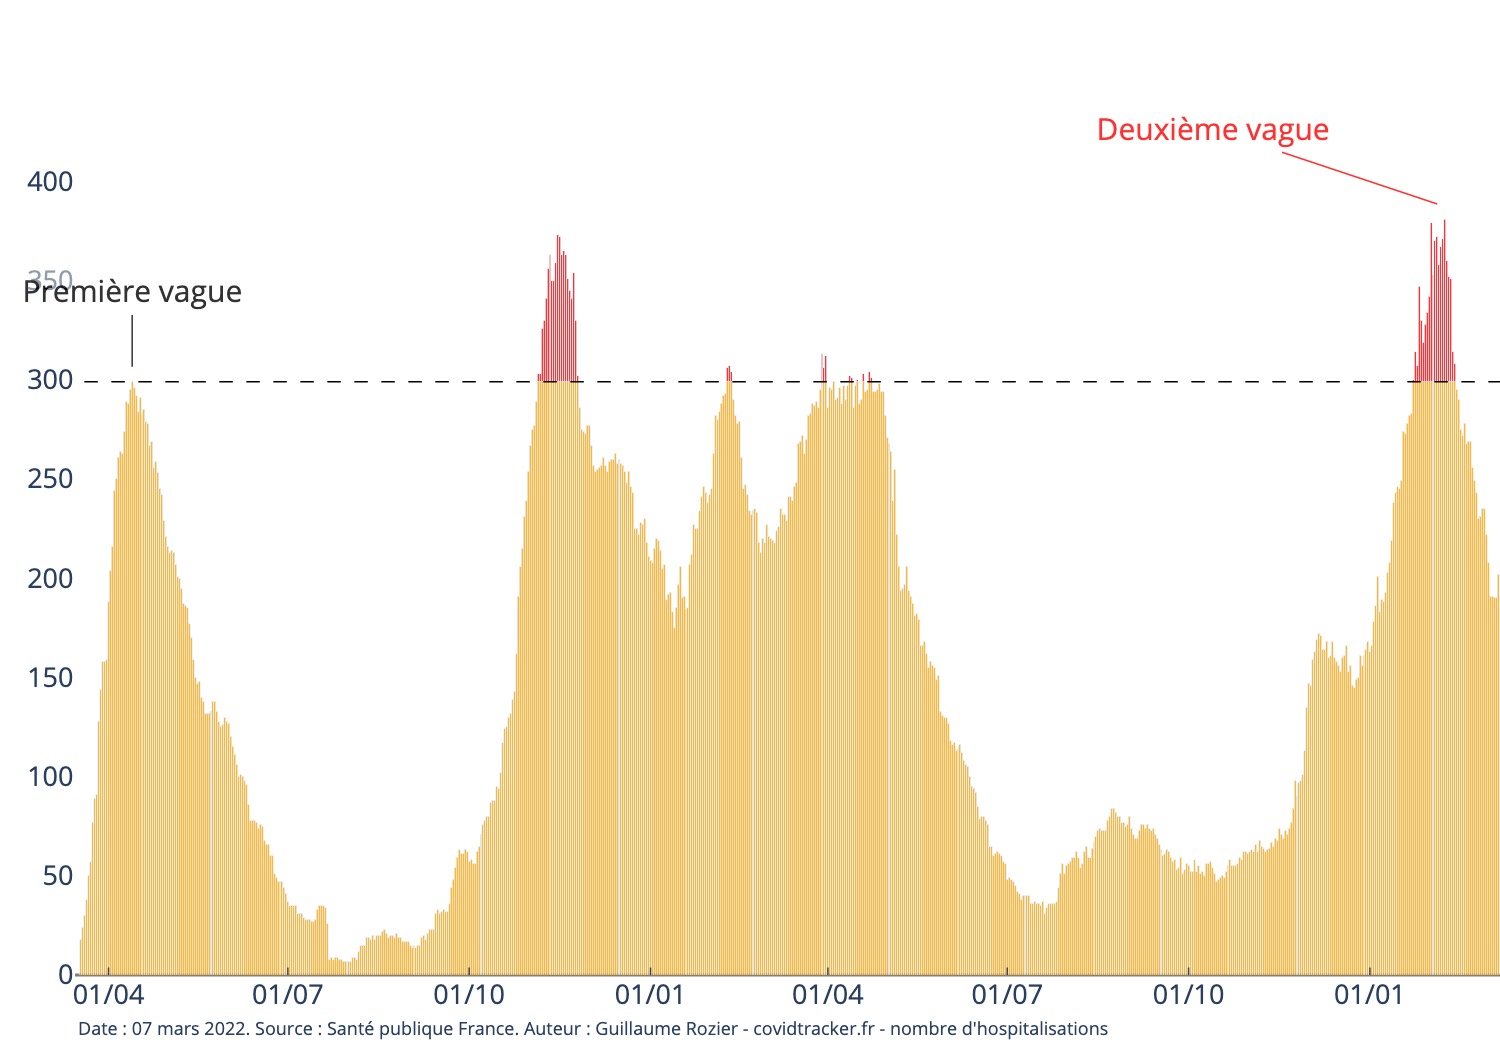 Deuxième vague
400
350
Première vague
300
250
200
150
100
50
0
01/04 01/07 01/10 01/01 01/04 01/07 01/10 01/01
Date : 07 mars 2022. Source : Santé publique France. Auteur : Guillaume Rozier - covidtracker.fr - nombre d'hospitalisations